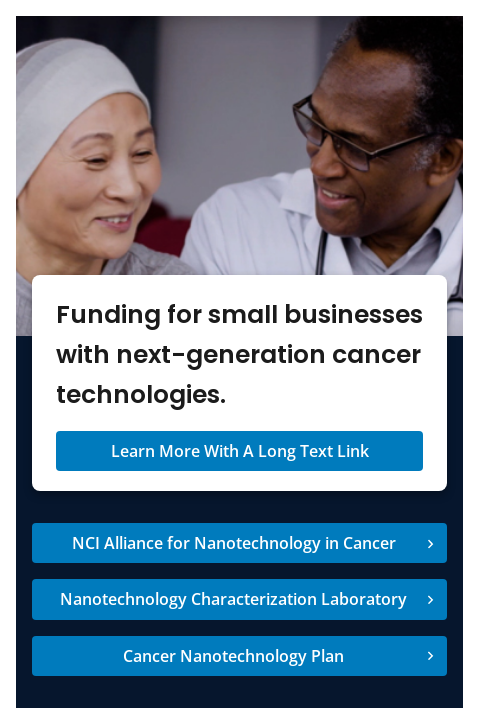 Funding for small businesses
with next-generation cancer
technologies.
Learn More With A Long Text Link
NCI Alliance for Nanotechnology in Cancer
Nanotechnology Characterization Laboratory
Cancer Nanotechnology Plan